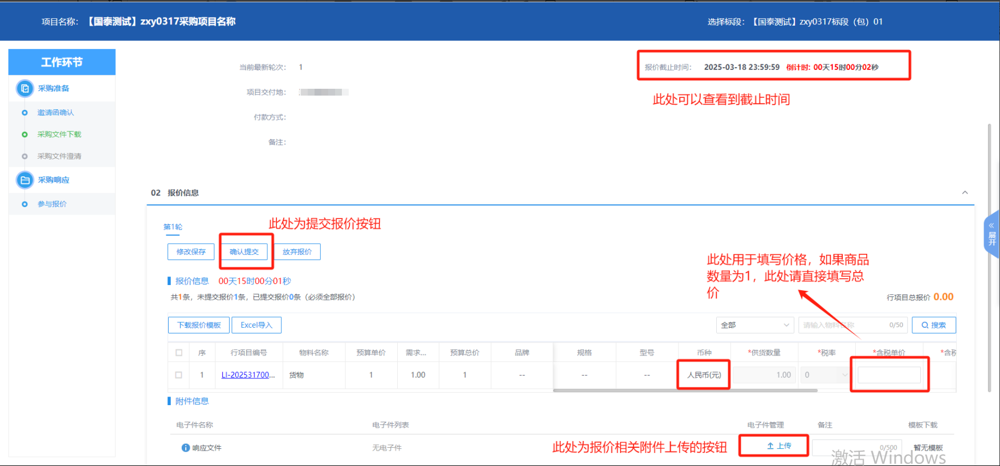 项目名称： 【国泰测试】zxy0317采购项目名称
选择标段： 【国泰测试】zxy0317标段（包）01
工作环节
采购准备
邀请函确认
采购文件下载
采购文件澄清
采购响应
参与报价
当前最新轮次： 1
报价截止时间： 2025-03-18 23:59:59 倒计时: 00天15时00分02秒
此处可以查看到截止时间
项目交付地：
付款方式：
备注：
02 报价信息
«展开
第1轮
此处为提交报价按钮
修改保存 确认提交 放弃报价
此处用于填写价格，如果商品
数量为1，此处请直接填写总
价
报价信息 00天15时00分01秒
共1条，未提交报价1条，已提交报价0条（必须全部报价）
行项目总报价 0.00
下载报价模板 Excel导入
全部 请输入物料名称 0/50 搜索
序 行项目编号 物料名称 预算单价 需求... 预算总价 品牌 规格 型号 币种 *供货数量 *税率 *含税单价 *含税
1 LI-202531700... 货物 1 1.00 1 -- -- -- 人民币(元) 1.00 0
附件信息
电子件名称 电子件列表 电子件管理 备注 模板下载
响应文件 无电子件 此处为报价相关附件上传的按钮 上传 0/500 暂无模板
激活 Windows